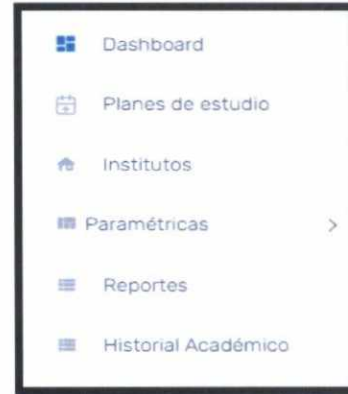 Dashboard
Planes de estudio
Institutos
Paramétricas
Reportes
Historial Académico